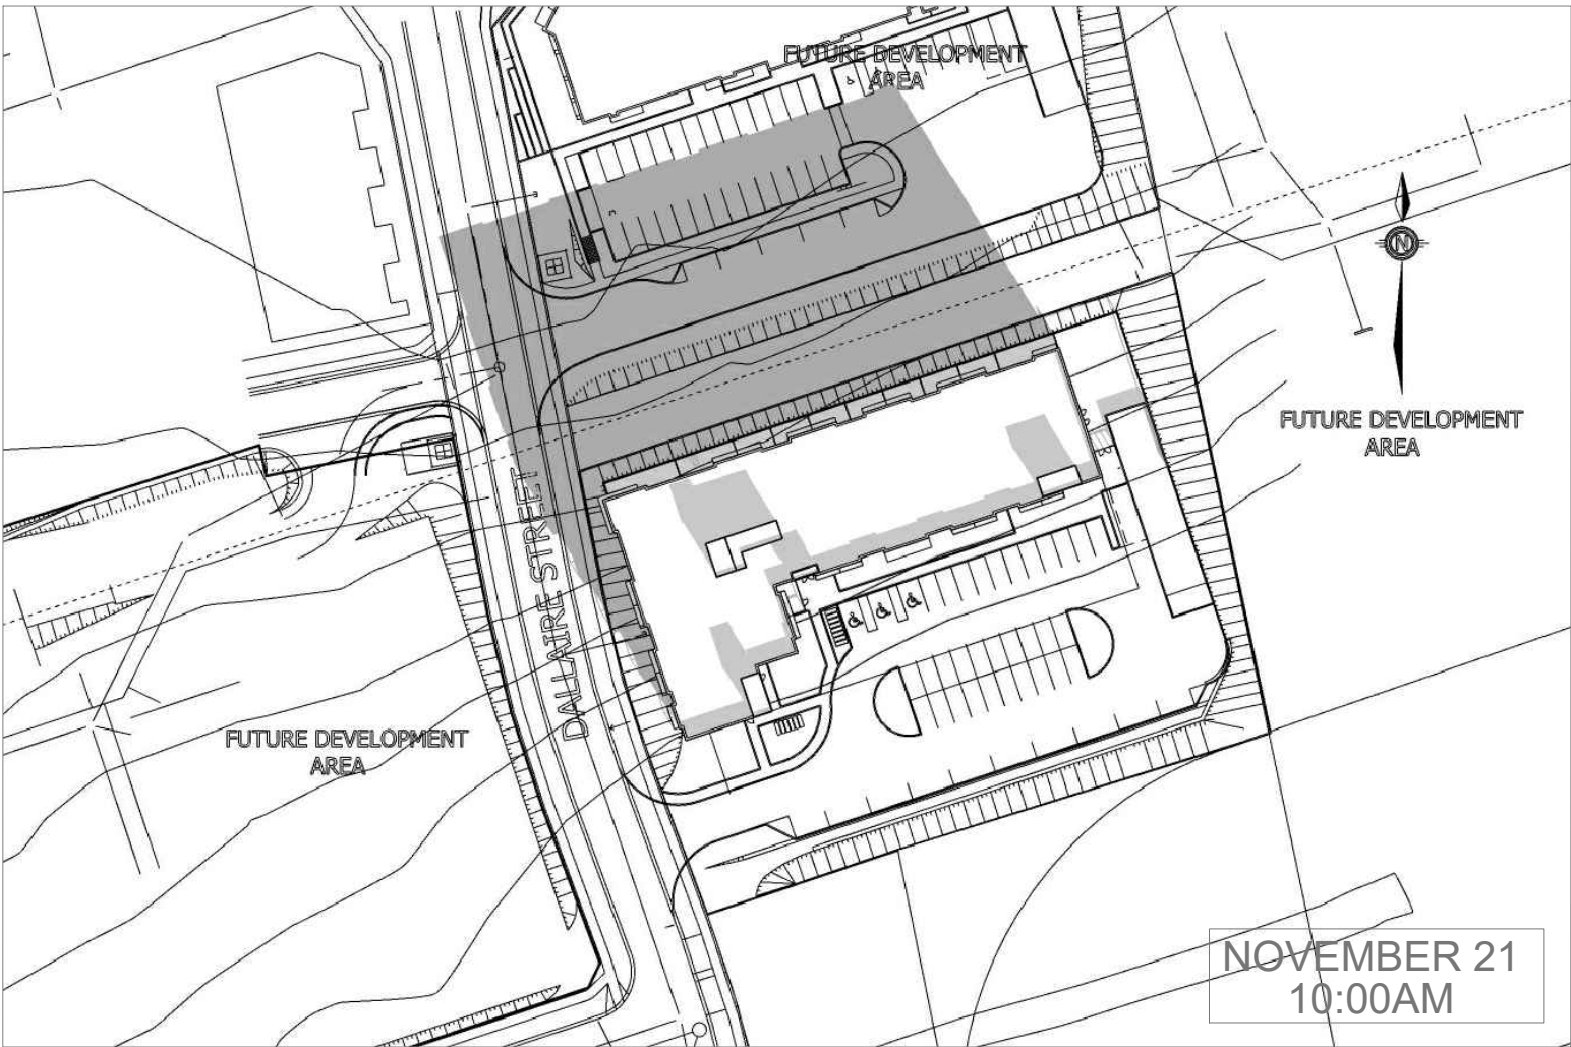 FUTURE DEVELOPMENT
AREA
N
FUTURE DEVELOPMENT
AREA
DALLAIRE STREET
FUTURE DEVELOPMENT
AREA
NOVEMBER 21
10:00AM